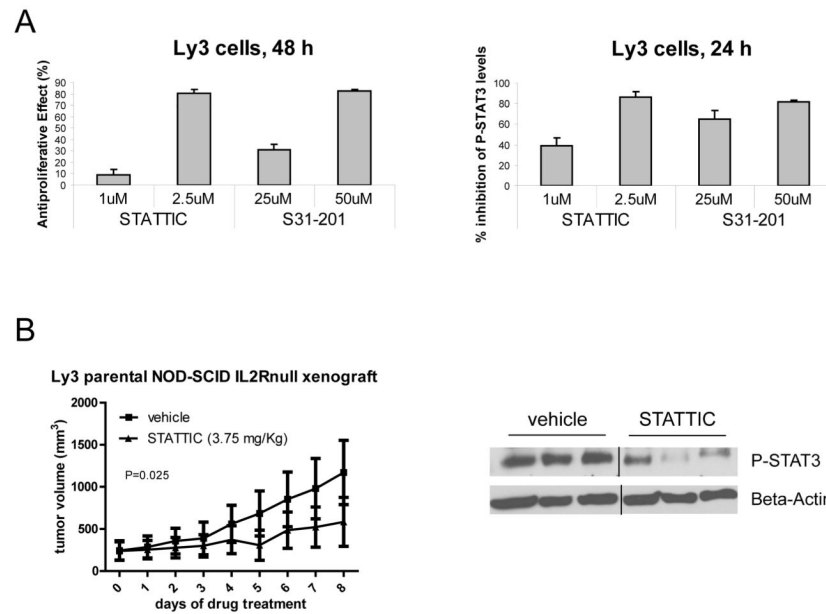 A
Ly3 cells, 48 h
Antiproliferative Effect (%)
90
80
70
60
50
40
30
20
10
0
1uM 2.5uM 25uM 50uM
STATTIC S31-201
Ly3 cells, 24 h
% inhibition of P-STAT3 levels
100
80
60
40
20
0
1uM 2.5uM 25uM 50uM
STATTIC S31-201
B
Ly3 parental NOD-SCID IL2Rnull xenograft
tumor volume (mm³)
2000
1500
1000
500
0
vehicle
STATTIC (3.75 mg/Kg)
P=0.025
0 1 2 3 4 5 6 7 8
days of drug treatment
vehicle STATTIC
P-STAT3
Beta-Actin